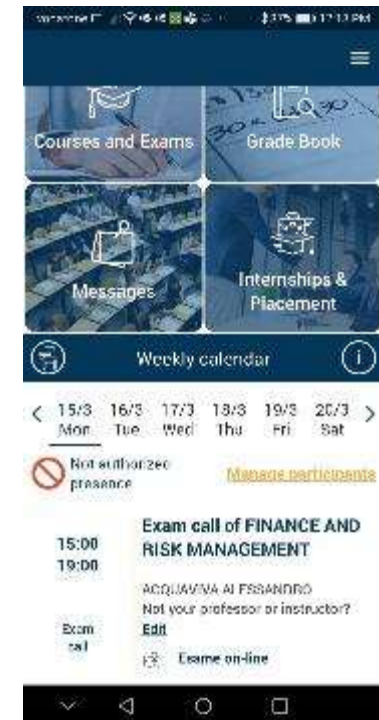 Courses and Exams
Grade Book
Messages
Internships &
Placement
Weekly calendar
15/3 16/3 17/3 18/3 19/3 20/3
Mon Tue Wed Thu Fri Sat
Not authorized
presence
Manage participants
Exam call of FINANCE AND
RISK MANAGEMENT
15:00
19:00
ACQUAVIVA ALESSANDRO
Not your professor or instructor?
Edit
Exam
call
Esame on-line